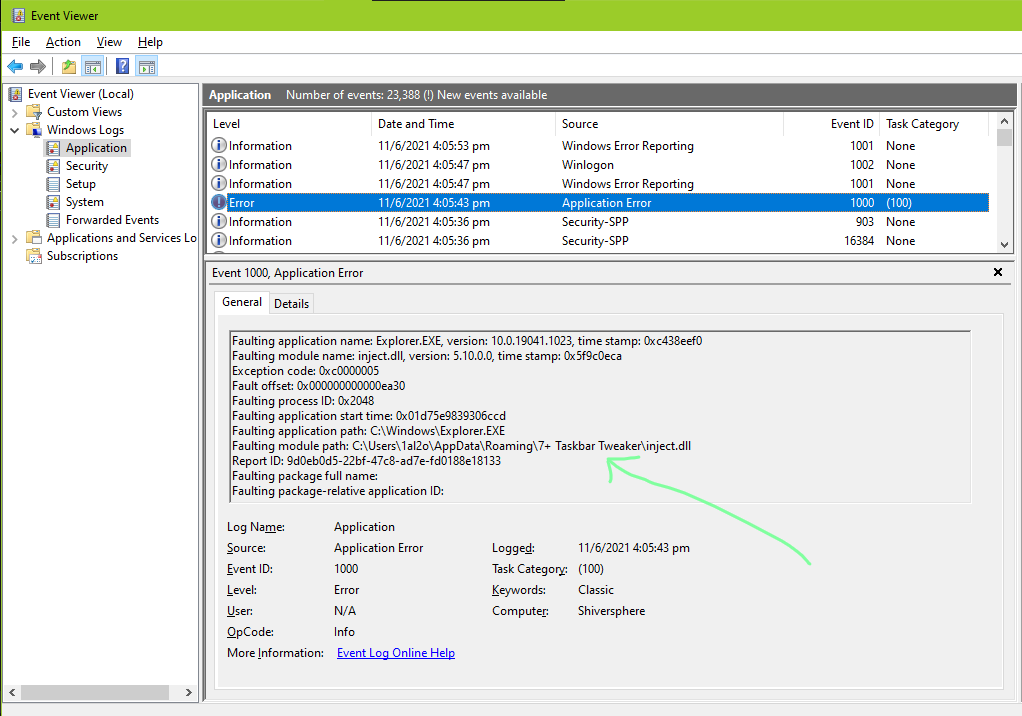 Event Viewer
File Action View Help
Event Viewer (Local)
Custom Views
Windows Logs
Application
Security
Setup
System
Forwarded Events
Applications and Services Lo
Subscriptions
Application Number of events: 23,388 (!) New events available
Level Date and Time Source Event ID Task Category
Information 11/6/2021 4:05:53 pm Windows Error Reporting 1001 None
Information 11/6/2021 4:05:47 pm Winlogon 1002 None
Information 11/6/2021 4:05:47 pm Windows Error Reporting 1001 None
Error 11/6/2021 4:05:43 pm Application Error 1000 (100)
Information 11/6/2021 4:05:36 pm Security-SPP 903 None
Information 11/6/2021 4:05:36 pm Security-SPP 16384 None
Event 1000, Application Error
General Details
Faulting application name: Explorer.EXE, version: 10.0.19041.1023, time stamp: 0xc438eef0
Faulting module name: inject.dll, version: 5.10.0.0, time stamp: 0x5f9c0eca
Exception code: 0xc0000005
Fault offset: 0x000000000000ea30
Faulting process ID: 0x2048
Faulting application start time: 0x01d75e9839306ccd
Faulting application path: C:\Windows\Explorer.EXE
Faulting module path: C:\Users\1al2o\AppData\Roaming\7+ Taskbar Tweaker\inject.dll
Report ID: 9d0eb0d5-22bf-47c8-ad7e-fd0188e18133
Faulting package full name:
Faulting package-relative application ID:
Log Name: Application
Source: Application Error Logged: 11/6/2021 4:05:43 pm
Event ID: 1000 Task Category: (100)
Level: Error Keywords: Classic
User: N/A Computer: Shiversphere
OpCode: Info
More Information: Event Log Online Help